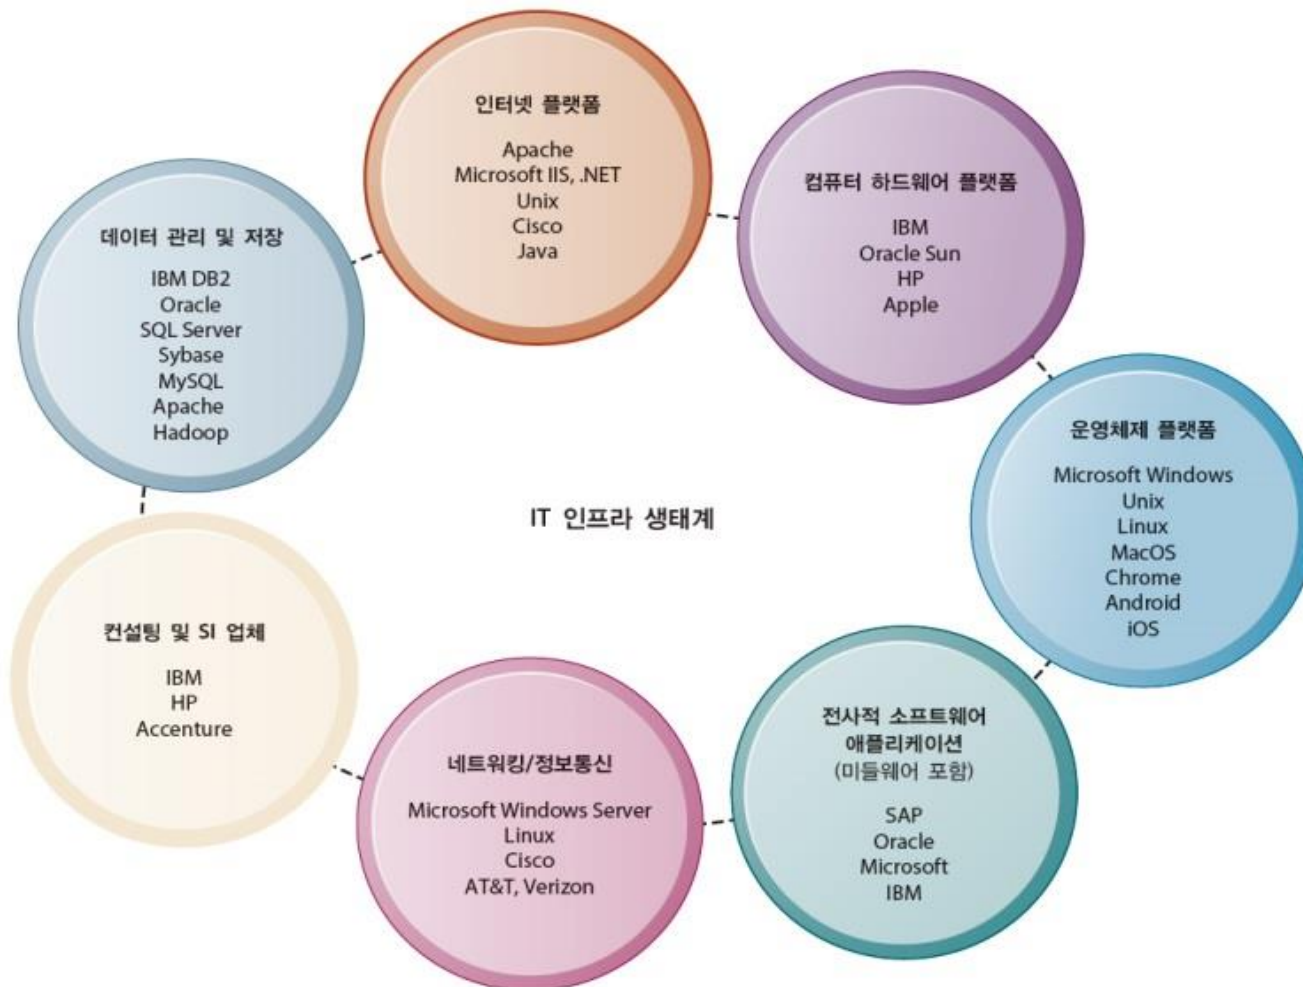 인터넷 플랫폼
Apache
Microsoft IIS, .NET
Unix
Cisco
Java
컴퓨터 하드웨어 플랫폼
IBM
Oracle Sun
HP
Apple
데이터 관리 및 저장
IBM DB2
Oracle
SQL Server
Sybase
MySQL
Apache
Hadoop
운영체제 플랫폼
Microsoft Windows
Unix
Linux
MacOS
Chrome
Android
iOS
IT 인프라 생태계
컨설팅 및 SI 업체
IBM
HP
Accenture
네트워킹/정보통신
Microsoft Windows Server
Linux
Cisco
AT&T, Verizon
전사적 소프트웨어
애플리케이션
(미들웨어 포함)
SAP
Oracle
Microsoft
IBM